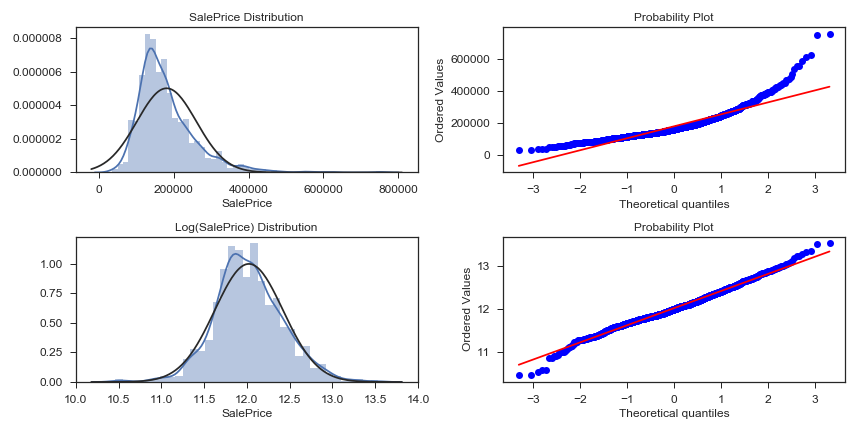 SalePrice Distribution
0.000008
0.000006
0.000004
0.000002
0.000000
0 200000 400000 600000 800000
SalePrice
Probability Plot
Ordered Values
600000
400000
200000
0
−3 −2 −1 0 1 2 3
Theoretical quantiles
Log(SalePrice) Distribution
1.00
0.75
0.50
0.25
0.00
10.0 10.5 11.0 11.5 12.0 12.5 13.0 13.5 14.0
SalePrice
Probability Plot
Ordered Values
13
12
11
−3 −2 −1 0 1 2 3
Theoretical quantiles